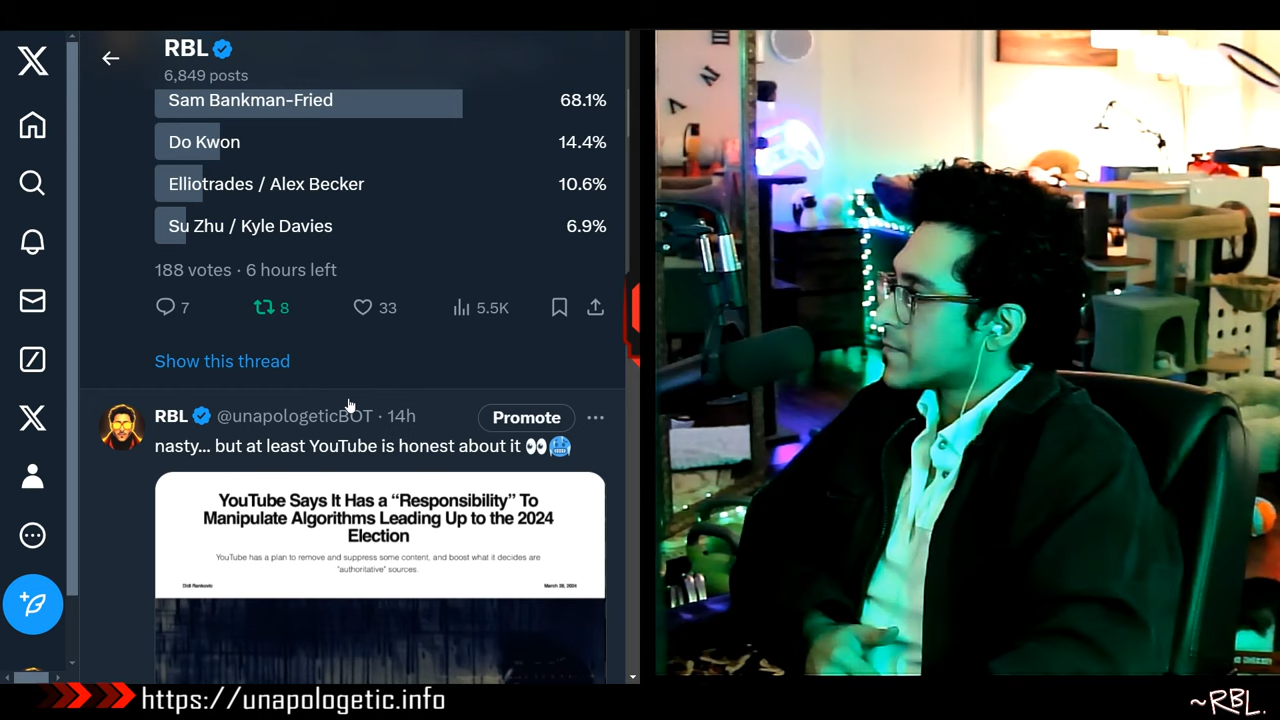 RBL
6,849 posts
Sam Bankman-Fried 68.1%
Do Kwon 14.4%
Elliotrades / Alex Becker 10.6%
Su Zhu / Kyle Davies 6.9%
188 votes · 6 hours left
7 8 33 5.5K
Show this thread
RBL @unapologeticBOT · 14h Promote
nasty... but at least YouTube is honest about it 👀🥶
YouTube Says It Has a “Responsibility” To
Manipulate Algorithms Leading Up to the 2024
Election
YouTube has a plan to remove and suppress some content, and boost what it decides are
"authoritative" sources.
https://unapologetic.info
~RBL.